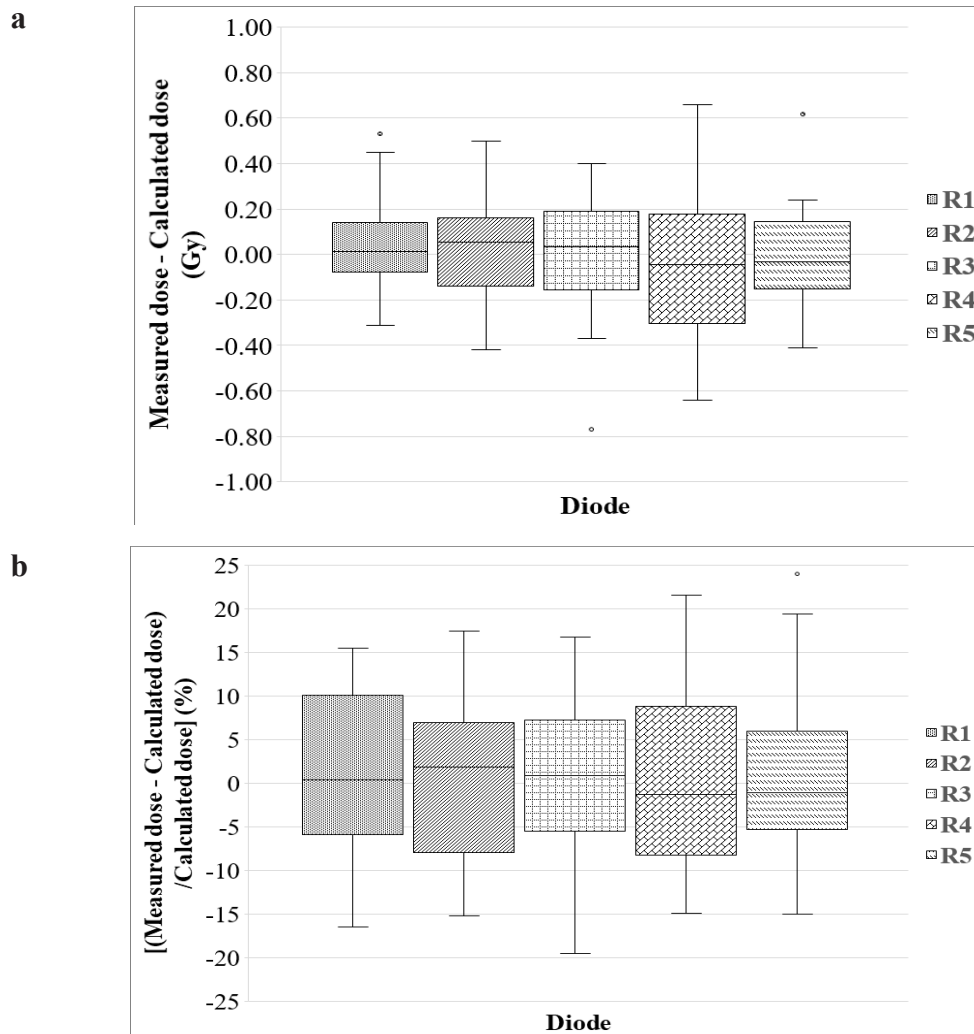 a
1.00
0.80
0.60
0.40
0.20
0.00
-0.20
-0.40
-0.60
-0.80
-1.00
Measured dose - Calculated dose
(Gy)
Diode
R1
R2
R3
R4
R5
b
25
20
15
10
5
0
-5
-10
-15
-20
-25
[(Measured dose - Calculated dose)
/Calculated dose] (%)
Diode
R1
R2
R3
R4
R5